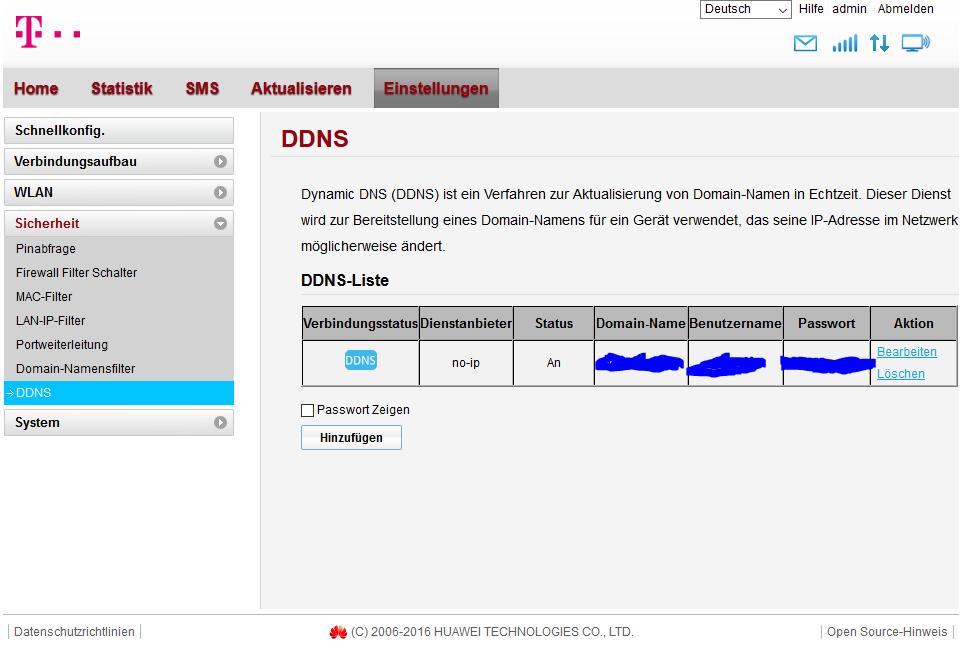 Deutsch Hilfe admin Abmelden
T
Home Statistik SMS Aktualisieren Einstellungen
Schnellkonfig.
Verbindungsaufbau
WLAN
Sicherheit
Pinabfrage
Firewall Filter Schalter
MAC-Filter
LAN-IP-Filter
Portweiterleitung
Domain-Namensfilter
DDNS
System
DDNS
Dynamic DNS (DDNS) ist ein Verfahren zur Aktualisierung von Domain-Namen in Echtzeit. Dieser Dienst
wird zur Bereitstellung eines Domain-Namens für ein Gerät verwendet, das seine IP-Adresse im Netzwerk
möglicherweise ändert.
DDNS-Liste
Verbindungsstatus Dienstanbieter Status Domain-Name Benutzername Passwort Aktion
DDNS no-ip An Bearbeiten
Löschen
Passwort Zeigen
Hinzufügen
Datenschutzrichtlinien (C) 2006-2016 HUAWEI TECHNOLOGIES CO., LTD. Open Source-Hinweis